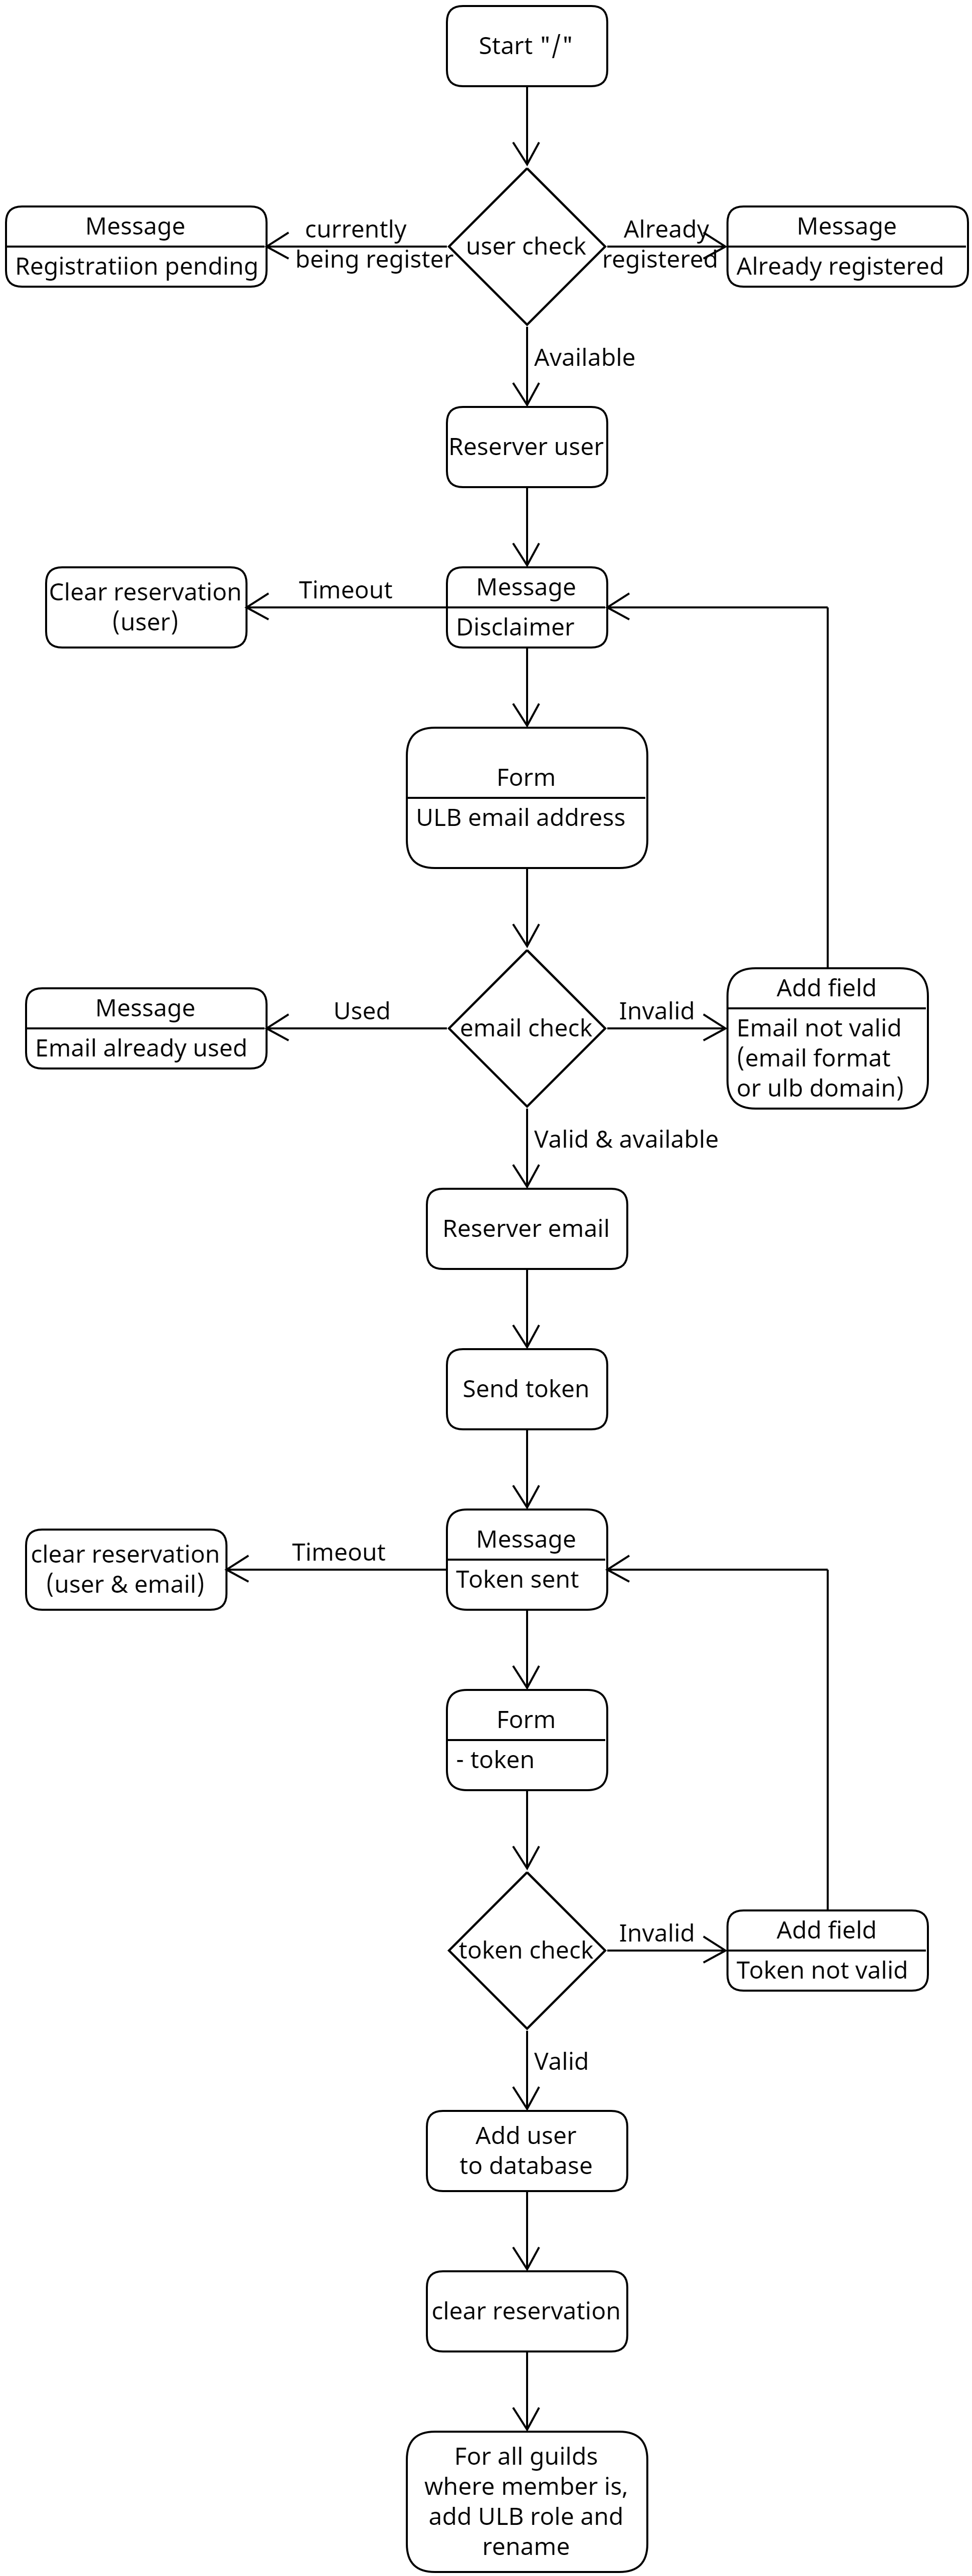 Start "/"
currently
being register
user check
Already
registered
Message
Registratiion pending
Message
Already registered
Available
Reserver user
Clear reservation
(user)
Timeout
Message
Disclaimer
Form
ULB email address
Message
Email already used
Used
email check
Invalid
Add field
Email not valid
(email format
or ulb domain)
Valid & available
Reserver email
Send token
clear reservation
(user & email)
Timeout
Message
Token sent
Form
- token
token check
Invalid
Add field
Token not valid
Valid
Add user
to database
clear reservation
For all guilds
where member is,
add ULB role and
rename